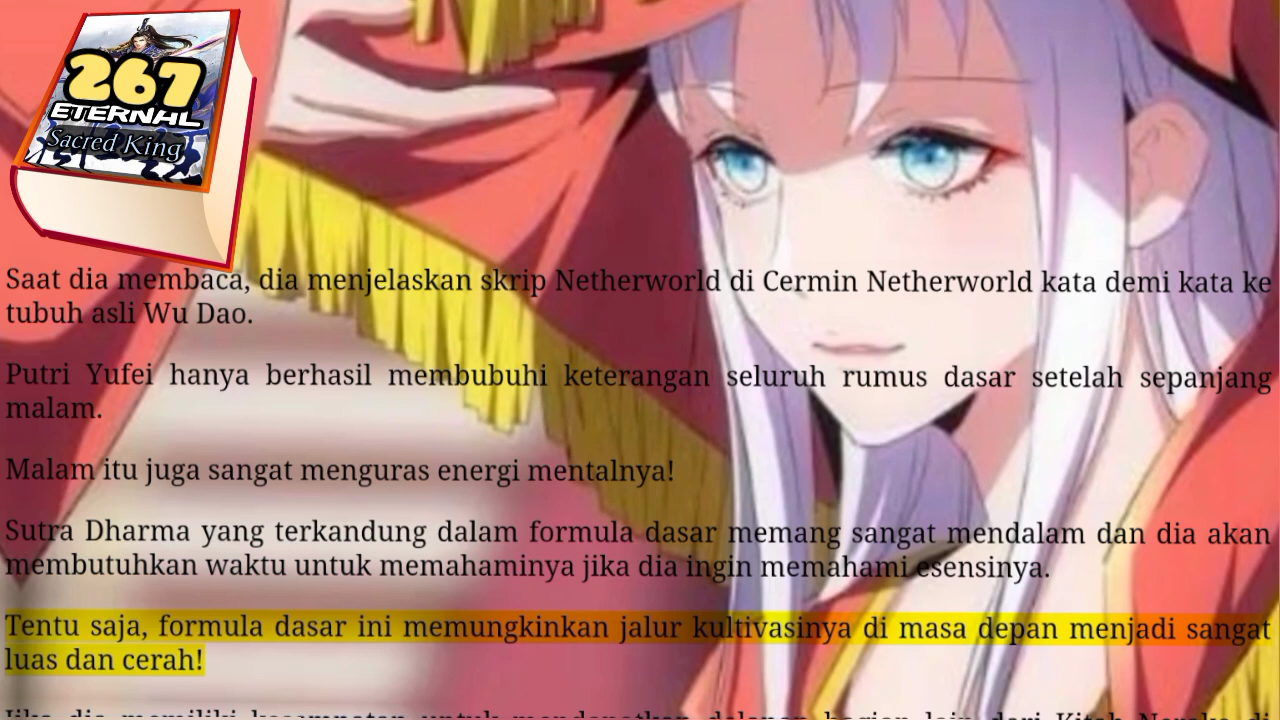 267
ETERNAL
Sacred King
Saat dia membaca, dia menjelaskan skrip Netherworld di Cermin Netherworld kata demi kata ke
tubuh asli Wu Dao.
Putri Yufei hanya berhasil membubuhi keterangan seluruh rumus dasar setelah sepanjang
malam.
Malam itu juga sangat menguras energi mentalnya!
Sutra Dharma yang terkandung dalam formula dasar memang sangat mendalam dan dia akan
membutuhkan waktu untuk memahaminya jika dia ingin memahami esensinya.
Tentu saja, formula dasar ini memungkinkan jalur kultivasinya di masa depan menjadi sangat
luas dan cerah!